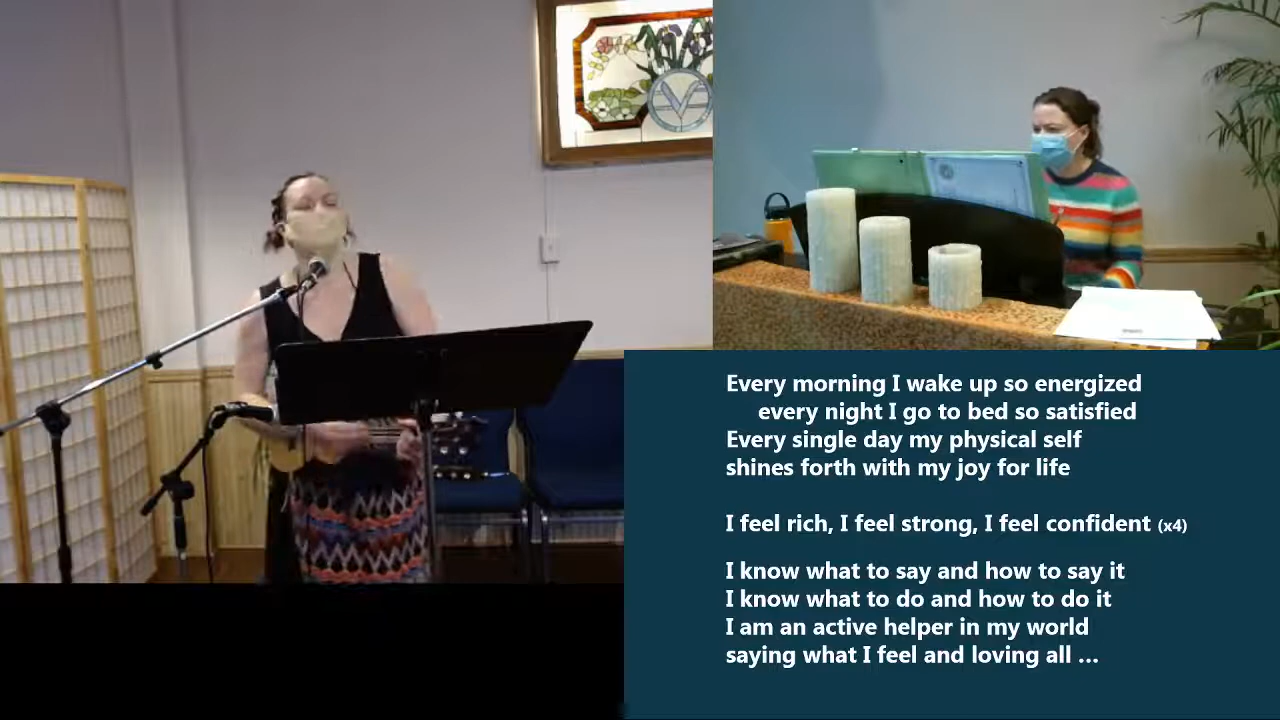 Every morning I wake up so energized
every night I go to bed so satisfied
Every single day my physical self
shines forth with my joy for life
I feel rich, I feel strong, I feel confident (x4)
I know what to say and how to say it
I know what to do and how to do it
I am an active helper in my world
saying what I feel and loving all ...